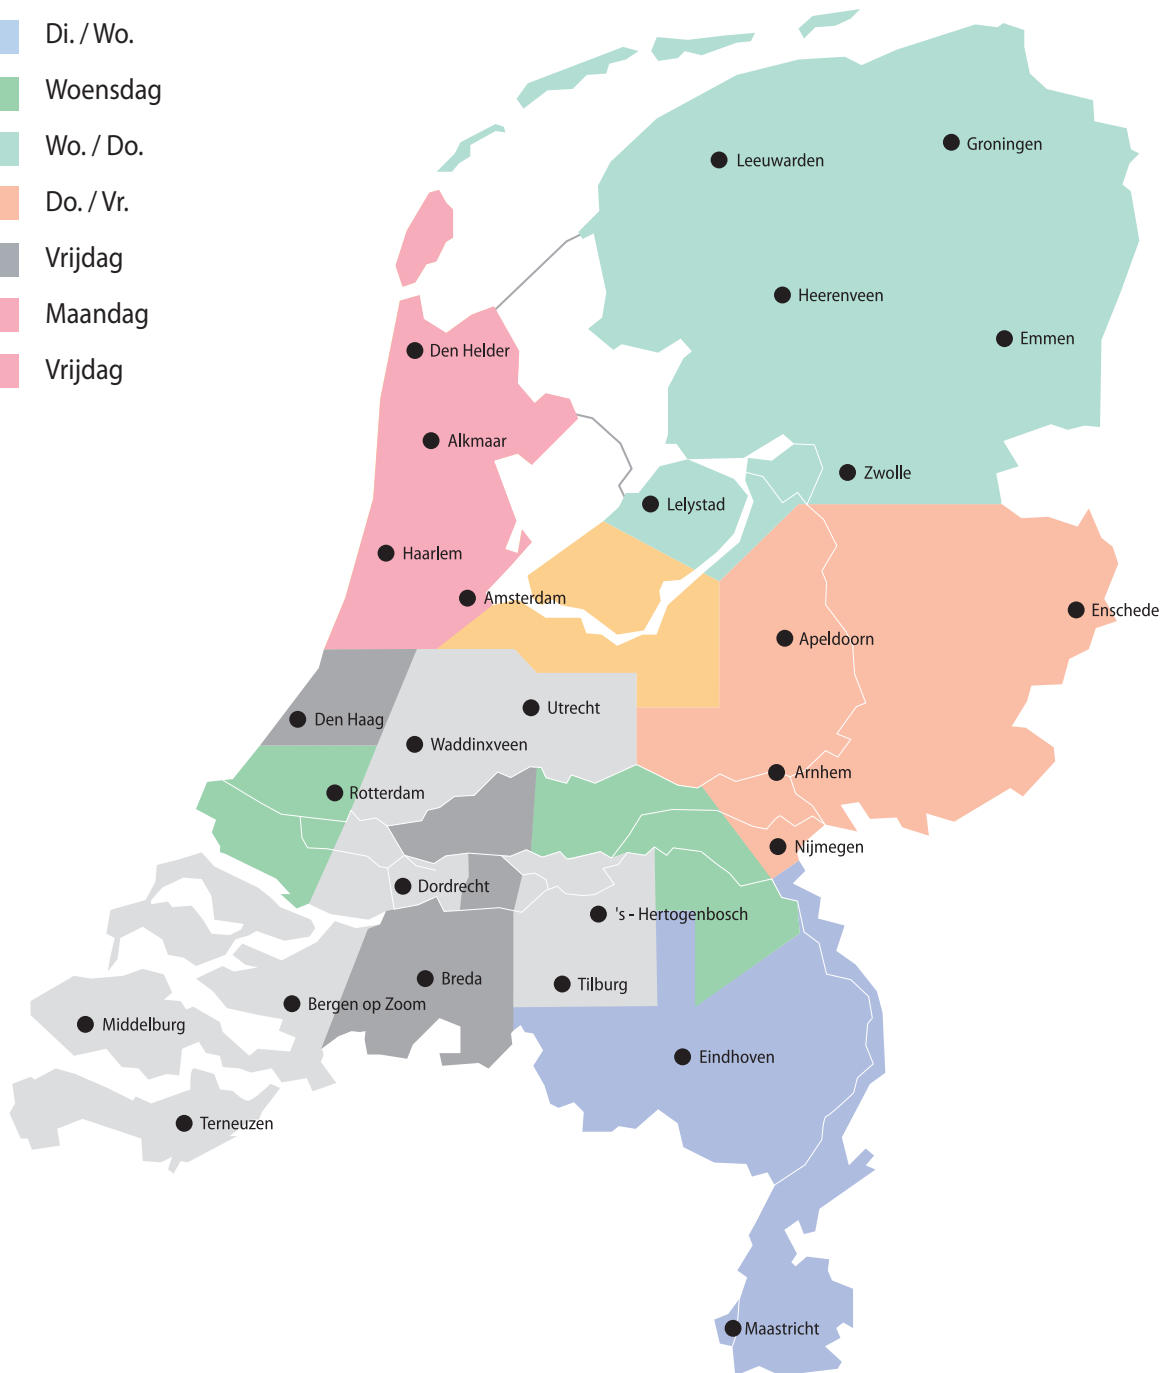 Di. / Wo.
Woensdag
Wo. / Do.
Do. / Vr.
Vrijdag
Maandag
Vrijdag
Groningen
Leeuwarden
Heerenveen
Emmen
Den Helder
Alkmaar
Zwolle
Lelystad
Haarlem
Amsterdam
Enschede
Apeldoorn
Utrecht
Den Haag
Waddinxveen
Arnhem
Rotterdam
Nijmegen
Dordrecht
's - Hertogenbosch
Breda
Tilburg
Bergen op Zoom
Middelburg
Eindhoven
Terneuzen
Maastricht